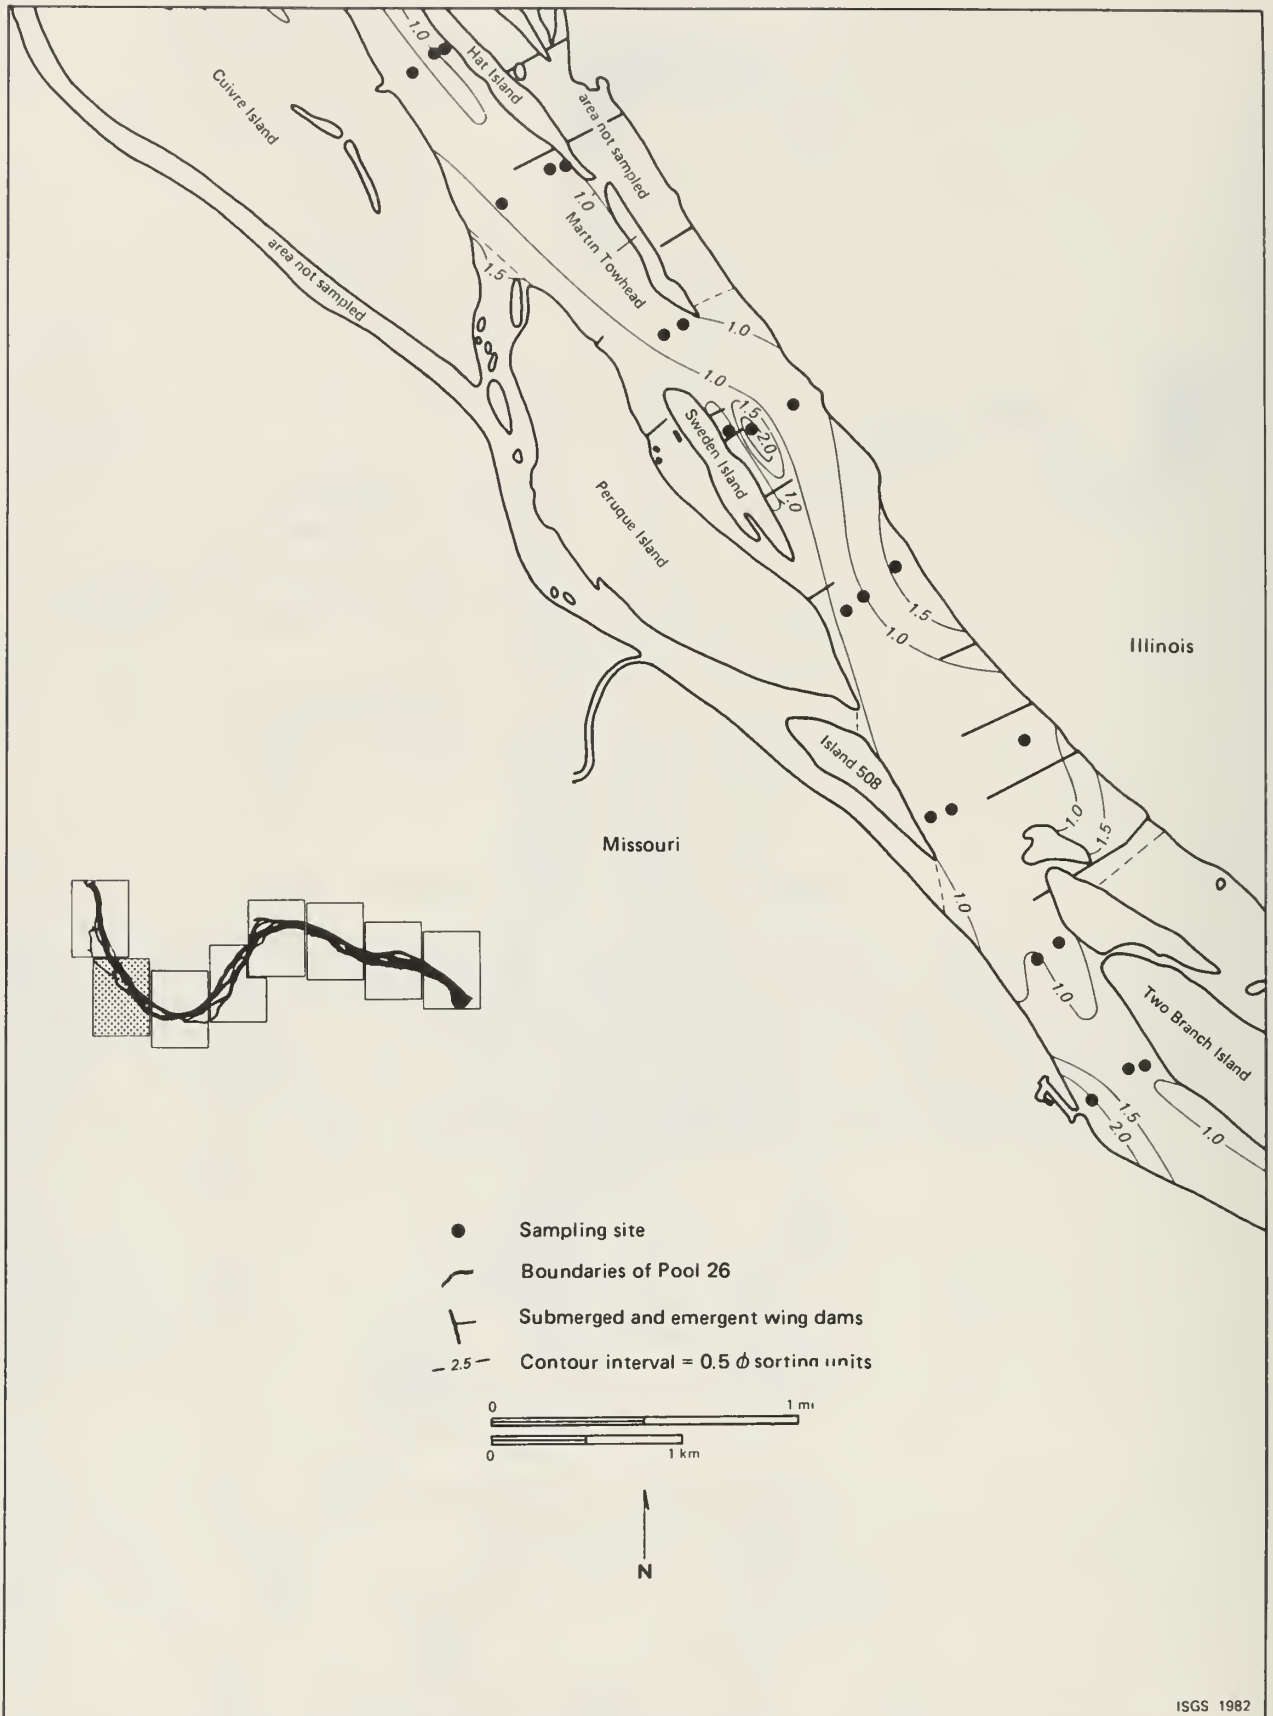 1.0
Hat Island
Cuivre Island
area not sampled
1.0
Martin Towhead
area not sampled
1.5
1.0
1.0
1.5
2.0
Sweden Island
1.0
Peruque Island
1.5
1.0
Illinois
Island 508
Missouri
1.0
1.5
1.0
1.0
Two Branch Island
1.5
2.0
1.0
Sampling site
Boundaries of Pool 26
Submerged and emergent wing dams
2.5 Contour interval = 0.5 ϕ sorting units
0 1 mi
0 1 km
N
ISGS 1982